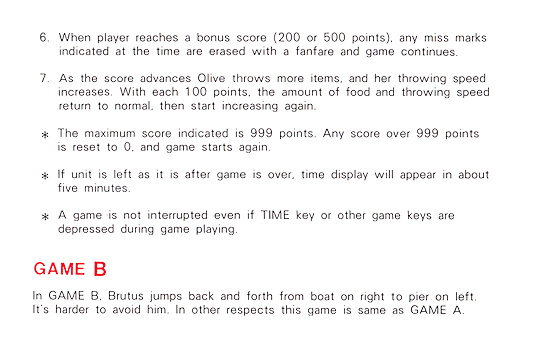 6. When player reaches a bonus score (200 or 500 points), any miss marks
indicated at the time are erased with a fanfare and game continues.
7. As the score advances Olive throws more items, and her throwing speed
increases. With each 100 points, the amount of food and throwing speed
return to normal, then start increasing again.
* The maximum score indicated is 999 points. Any score over 999 points
is reset to 0, and game starts again.
* If unit is left as it is after game is over, time display will appear in about
five minutes.
* A game is not interrupted even if TIME key or other game keys are
depressed during game playing.
GAME B
In GAME B, Brutus jumps back and forth from boat on right to pier on left.
It's harder to avoid him. In other respects this game is same as GAME A.